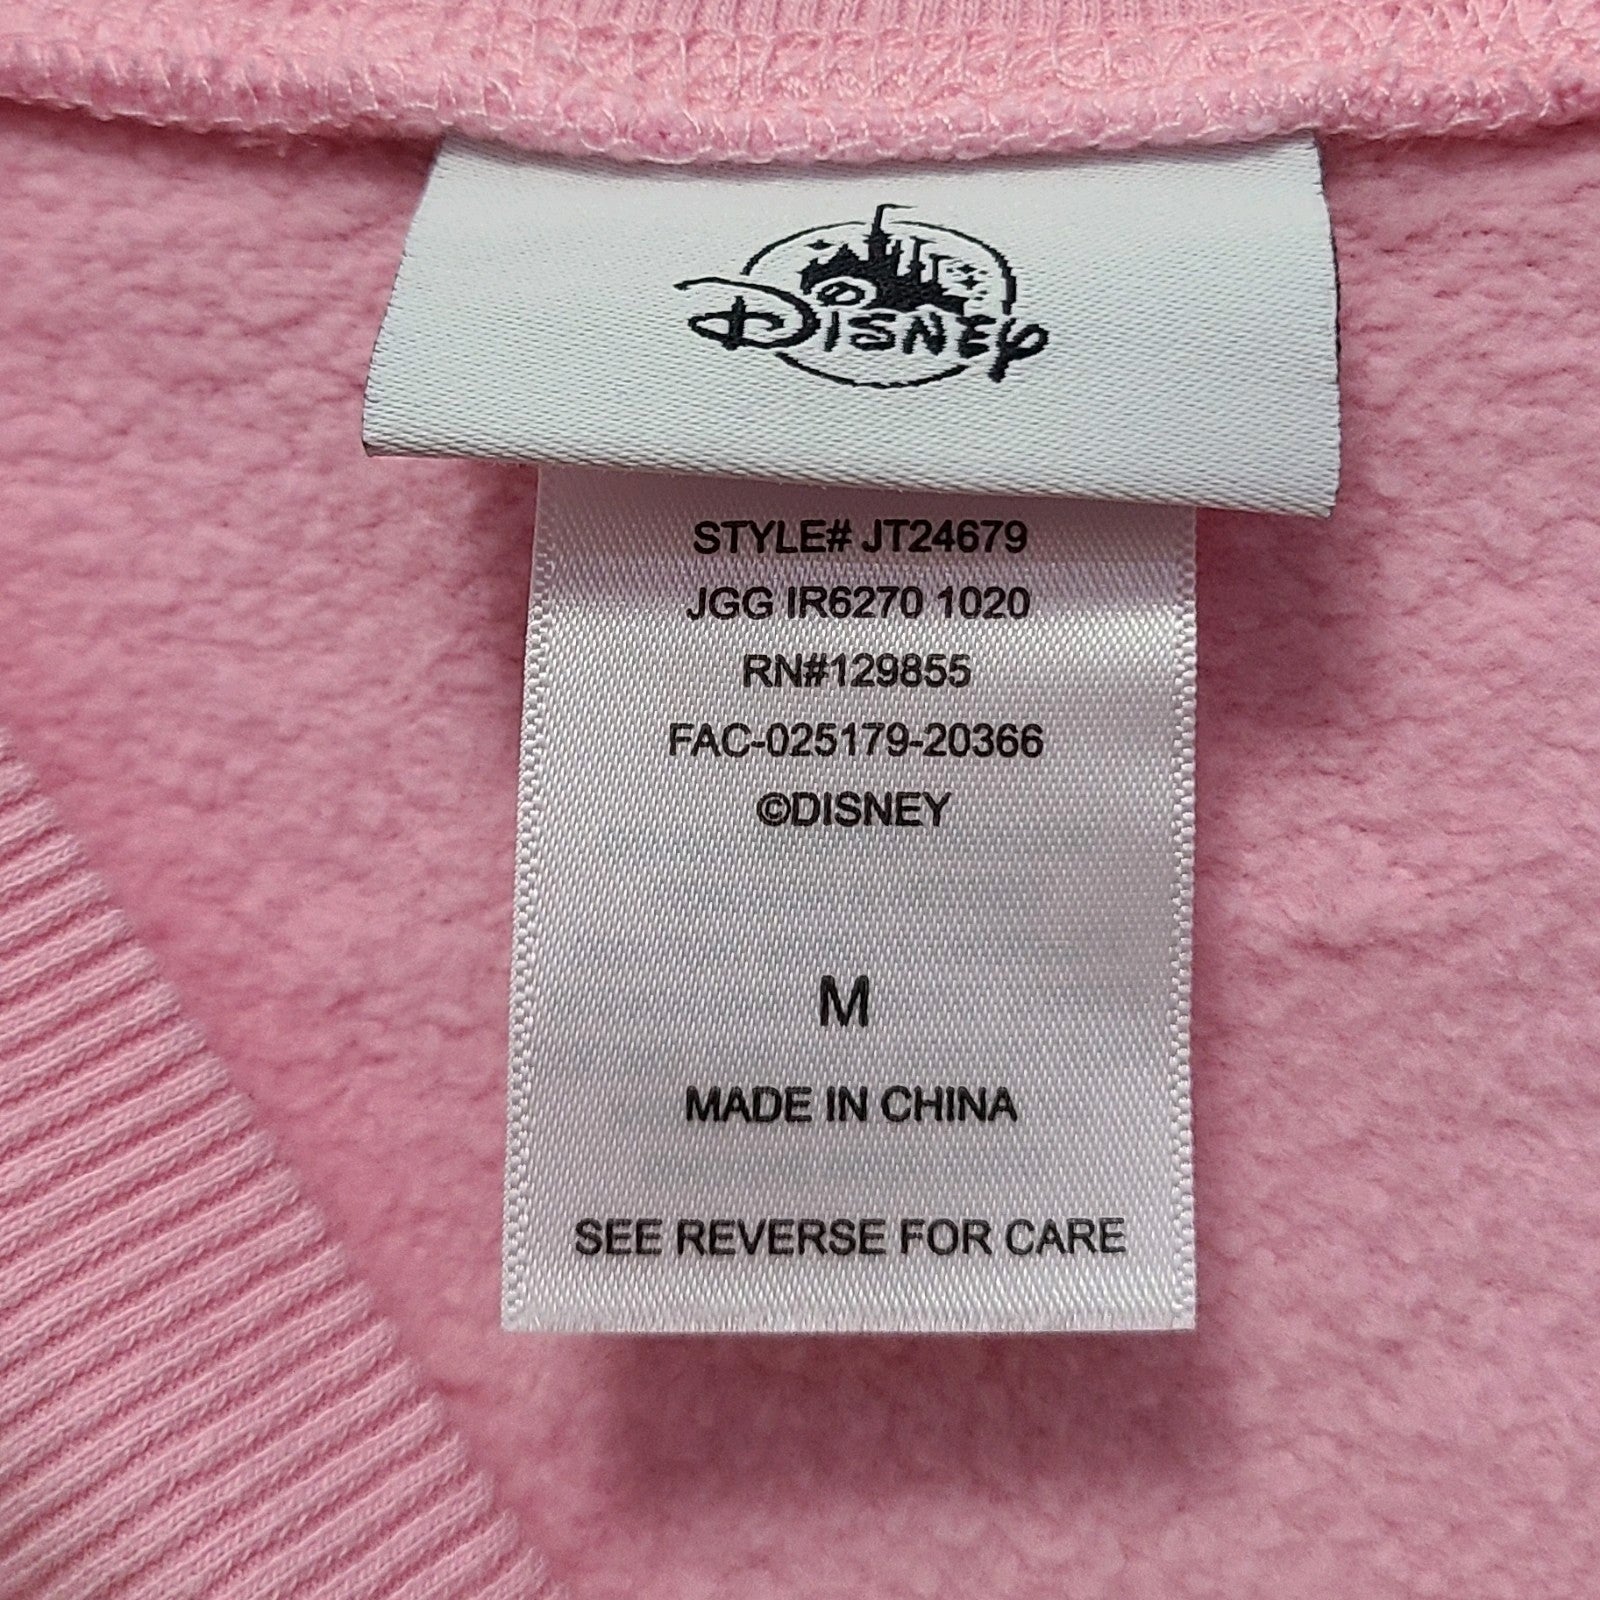 DISNEY
STYLE# JT24679
JGG IR6270 1020
RN#129855
FAC-025179-20366
©DISNEY
M
MADE IN CHINA
SEE REVERSE FOR CARE